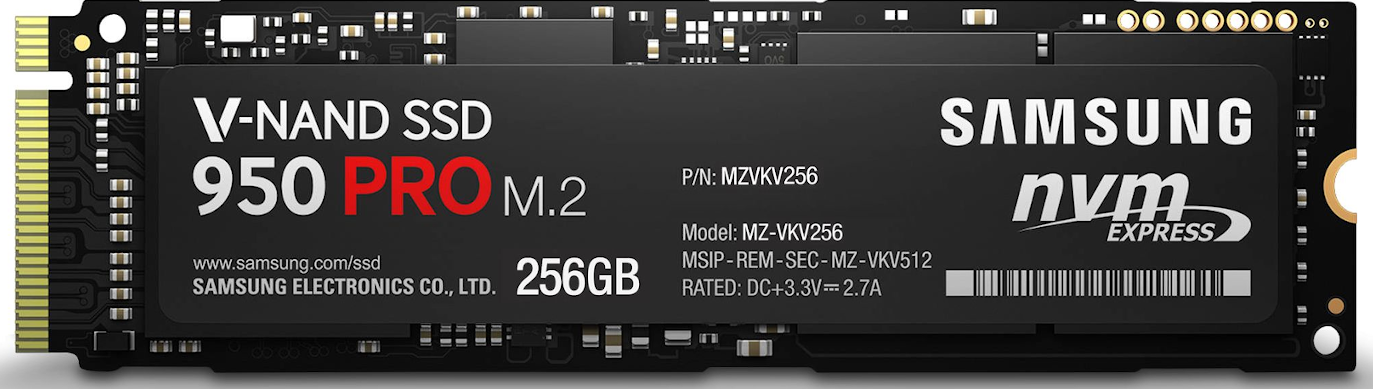 V-NAND SSD
950 PRO M.2
www.samsung.com/ssd
SAMSUNG ELECTRONICS CO., LTD.
256GB
P/N: MZVKV256
Model: MZ-VKV256
MSIP-REM-SEC-MZ-VKV512
RATED: DC+3.3V⎓ 2.7A
SAMSUNG
nvm
EXPRESS